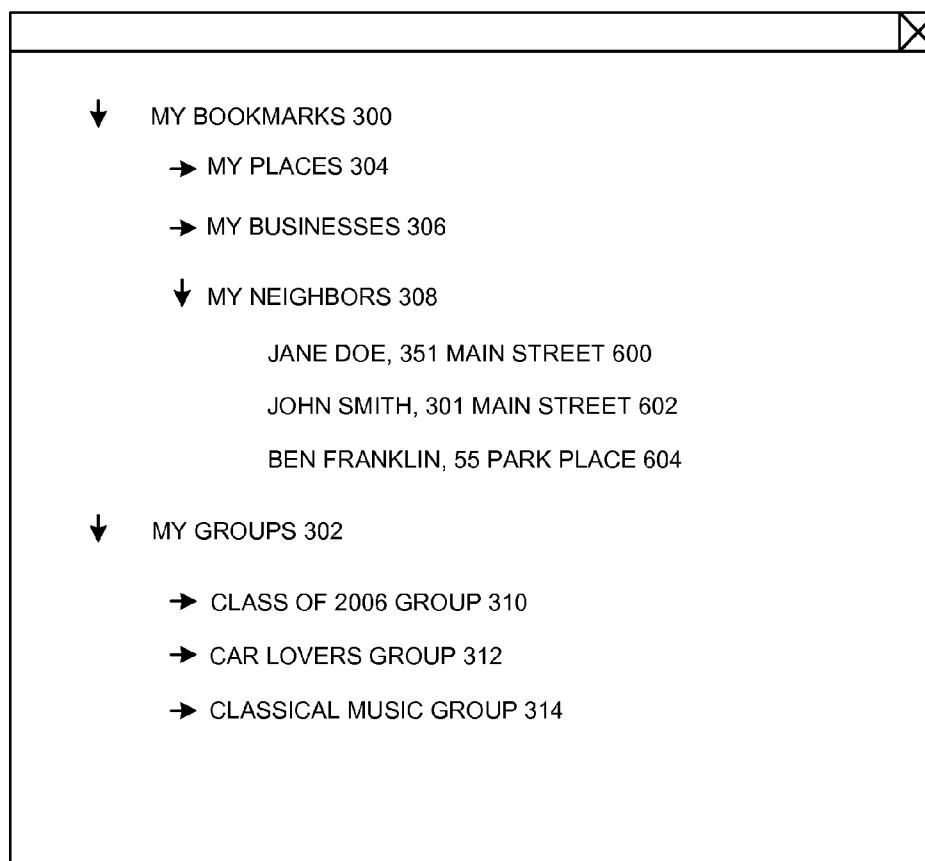 MY BOOKMARKS 300
MY PLACES 304
MY BUSINESSES 306
MY NEIGHBORS 308
JANE DOE, 351 MAIN STREET 600
JOHN SMITH, 301 MAIN STREET 602
BEN FRANKLIN, 55 PARK PLACE 604
MY GROUPS 302
CLASS OF 2006 GROUP 310
CAR LOVERS GROUP 312
CLASSICAL MUSIC GROUP 314